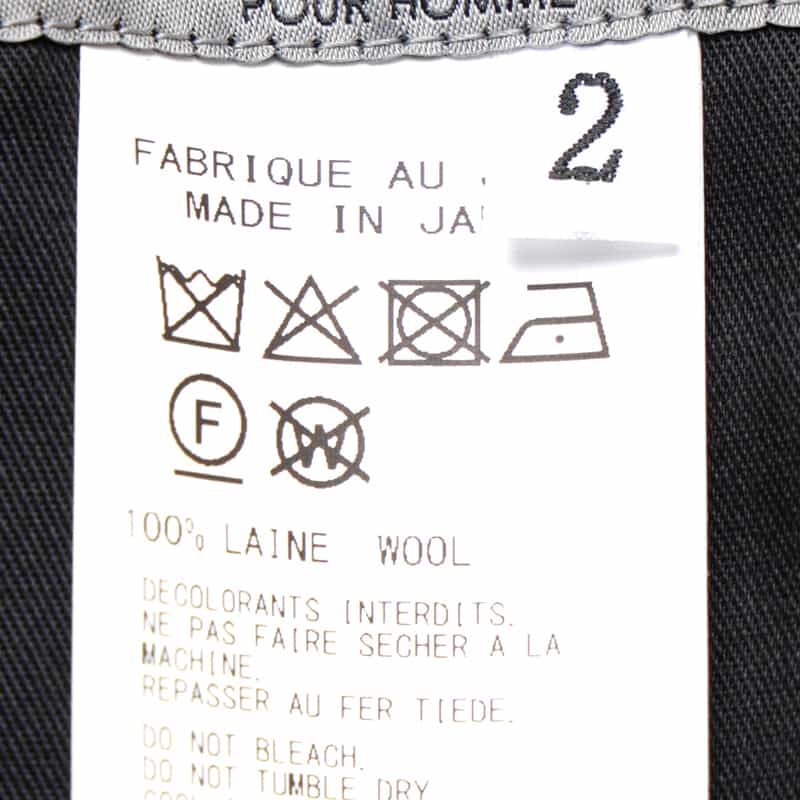 POUR HOMME
2
FABRIQUE AU
MADE IN
F
W
100% LAINE WOOL
DECOLORANTS INTERDITS.
NE PAS FAIRE SECHER A LA
MACHINE.
REPASSER AU FER TIEDE.
DO NOT BLEACH.
DO NOT TUMBLE DRY